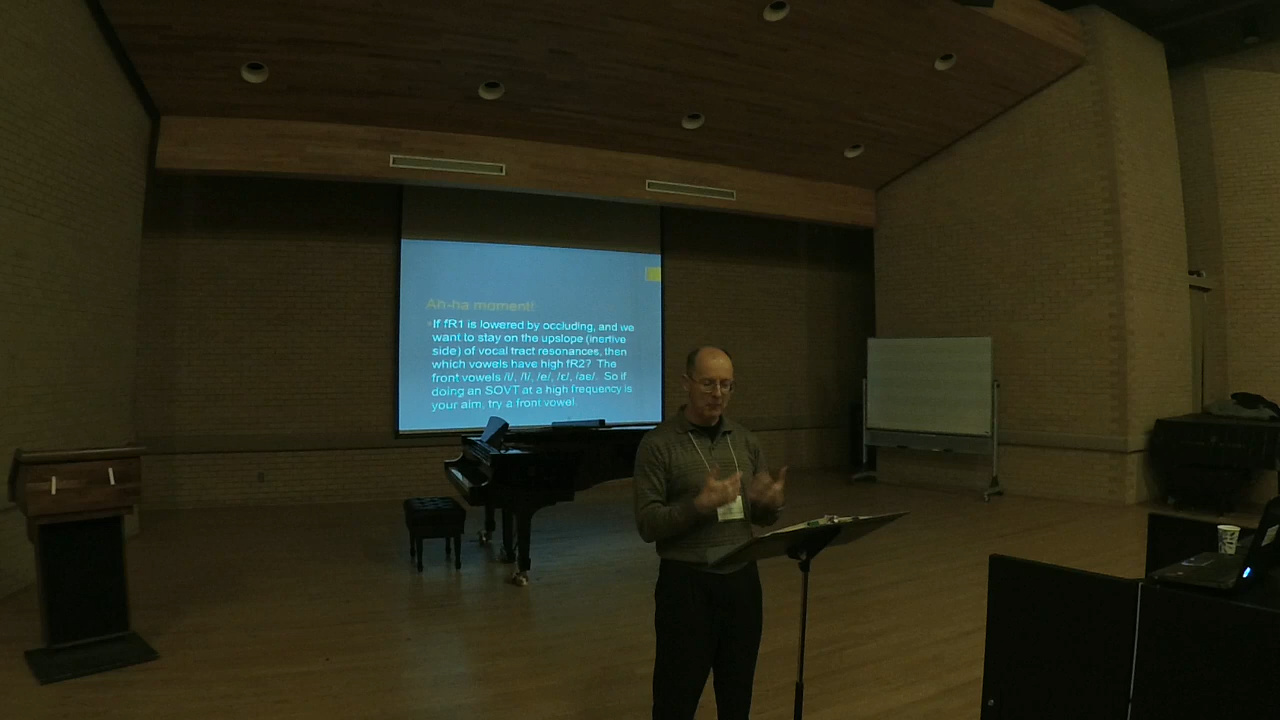 Ah-ha moment!
If fR1 is lowered by occluding, and we
want to stay on the upslope (inertive
side) of vocal tract resonances, then
which vowels have high fR2? The
front vowels /i/, /I/, /e/, /ɛ/, /ae/. So if
doing an SOVT at a high frequency is
your aim, try a front vowel.